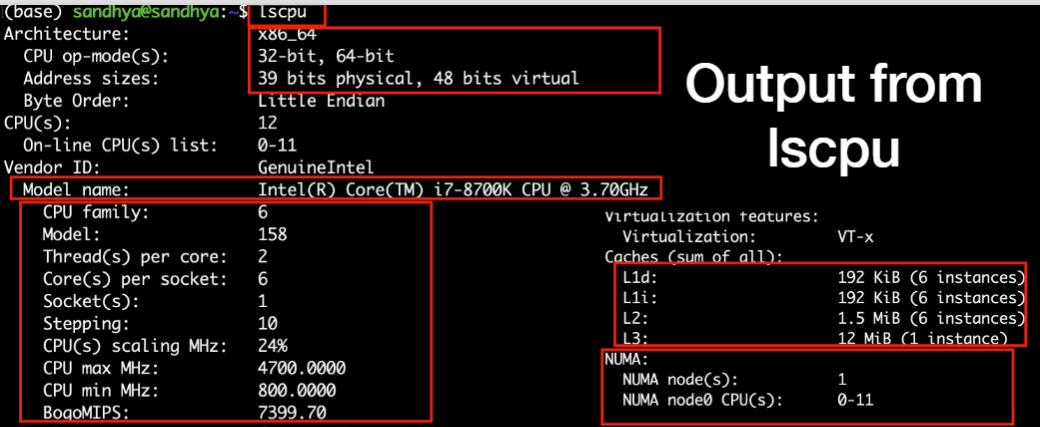 (base) sandhya@sandhya:~$ lscpu
Architecture: x86_64
CPU op-mode(s): 32-bit, 64-bit
Address sizes: 39 bits physical, 48 bits virtual
Byte Order: Little Endian
CPU(s): 12
On-line CPU(s) list: 0-11
Vendor ID: GenuineIntel
Model name: Intel(R) Core(TM) i7-8700K CPU @ 3.70GHz
CPU family: 6
Model: 158
Thread(s) per core: 2
Core(s) per socket: 6
Socket(s): 1
Stepping: 10
CPU(s) scaling MHz: 24%
CPU max MHz: 4700.0000
CPU min MHz: 800.0000
BogoMIPS: 7399.70
Output from
lscpu
Virtualization features:
Virtualization: VT-x
Caches (sum of all):
L1d: 192 KiB (6 instances)
L1i: 192 KiB (6 instances)
L2: 1.5 MiB (6 instances)
L3: 12 MiB (1 instance)
NUMA:
NUMA node(s): 1
NUMA node0 CPU(s): 0-11